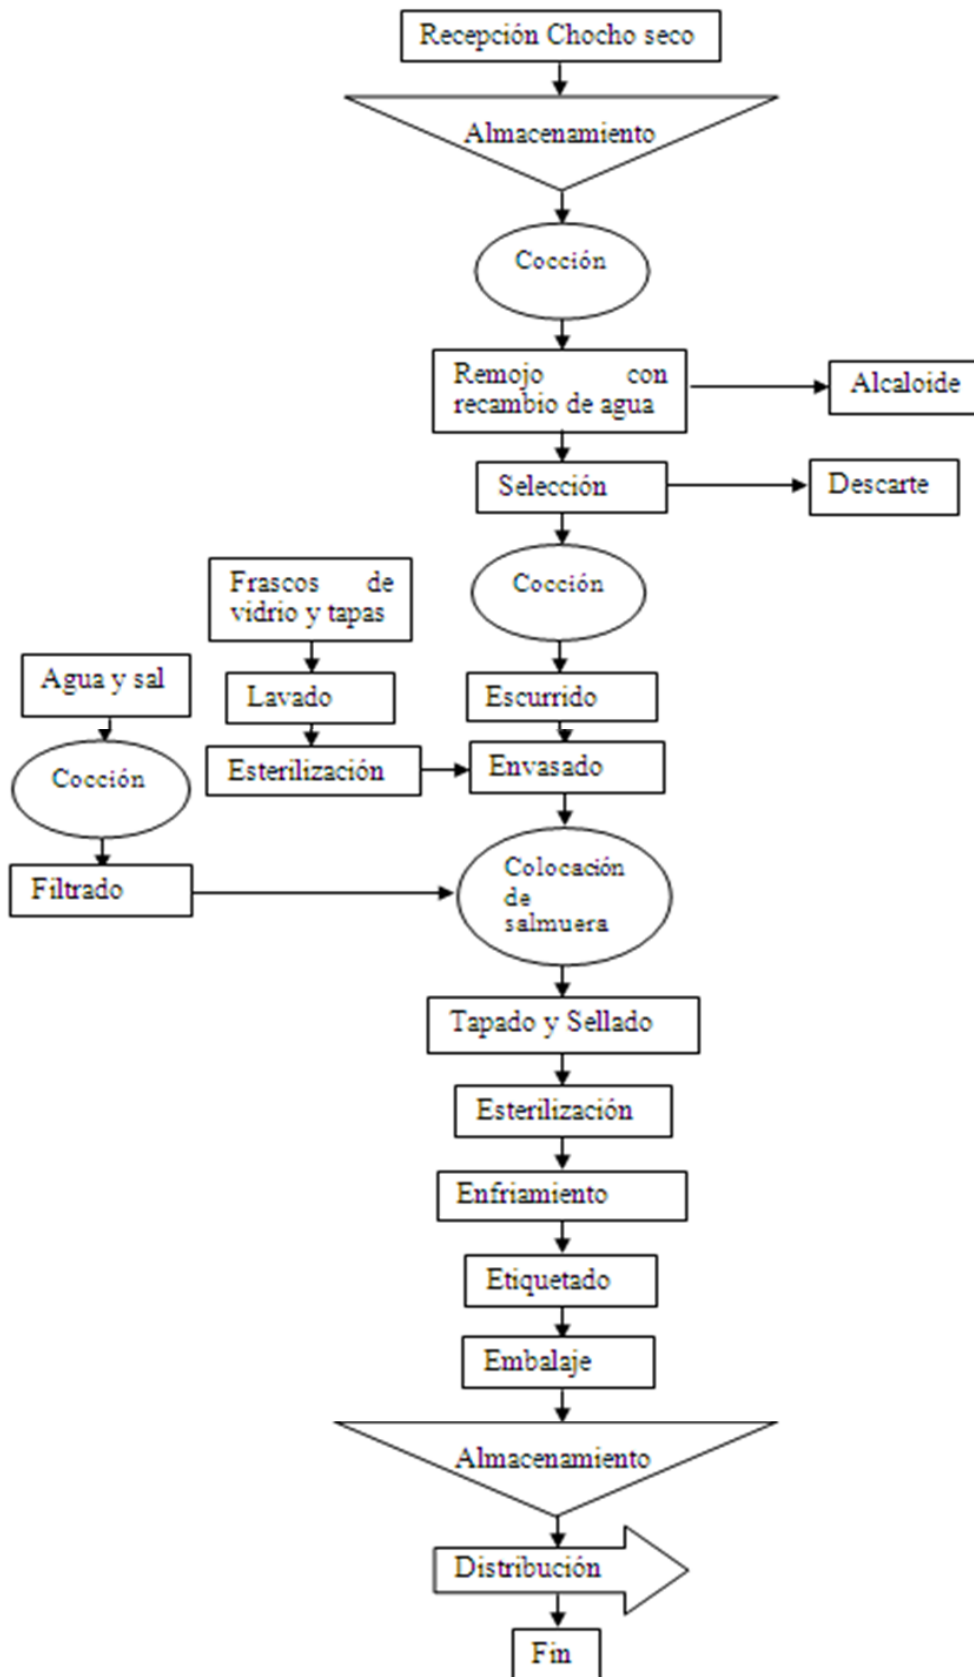 Recepción Chocho seco
Almacenamiento
Cocción
Remojo con
recambio de agua
Alcaloide
Selección
Descarte
Cocción
Frascos de
vidrio y tapas
Agua y sal
Lavado
Escurrido
Cocción
Esterilización
Envasado
Filtrado
Colocación
de
salmuera
Tapado y Sellado
Esterilización
Enfriamiento
Etiquetado
Embalaje
Almacenamiento
Distribución
Fin